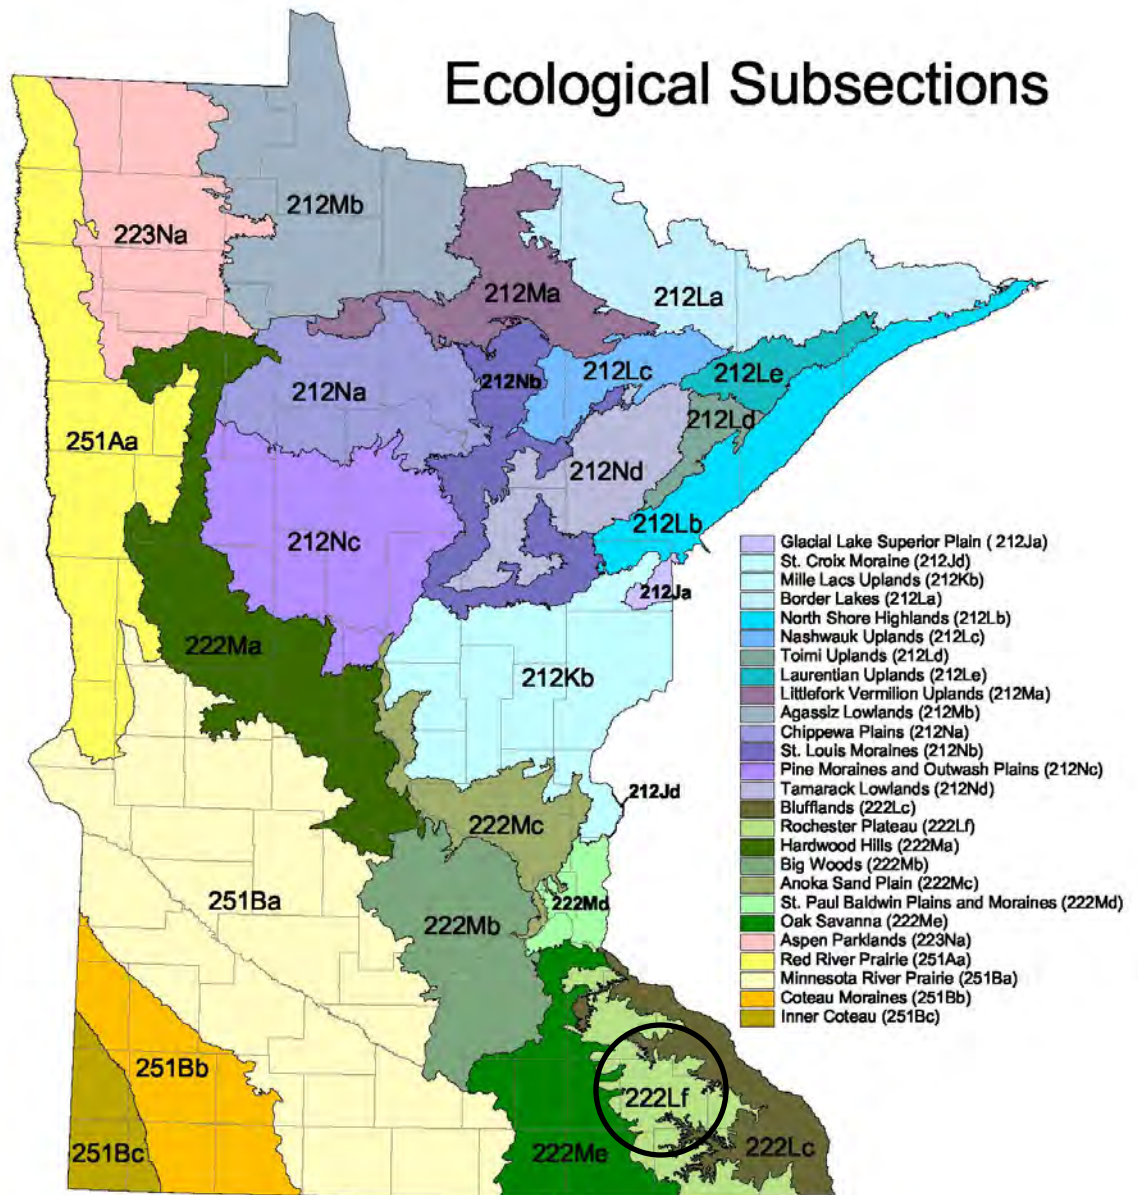 Ecological Subsections
212Mb
223Na
212Ma
212La
212Nb
212Lc
212Le
212Na
212Ld
251Aa
212Nd
212Lb
212Nc
212Ja
222Ma
212Kb
212Jd
222Mc
251Ba
222Md
222Mb
251Bb
222Lf
251Bc
222Me
222Lc
Glacial Lake Superior Plain ( 212Ja)
St. Croix Moraine (212Jd)
Mille Lacs Uplands (212Kb)
Border Lakes (212La)
North Shore Highlands (212Lb)
Nashwauk Uplands (212Lc)
Toimi Uplands (212Ld)
Laurentian Uplands (212Le)
Littlefork Vermilion Uplands (212Ma)
Agassiz Lowlands (212Mb)
Chippewa Plains (212Na)
St. Louis Moraines (212Nb)
Pine Moraines and Outwash Plains (212Nc)
Tamarack Lowlands (212Nd)
Blufflands (222Lc)
Rochester Plateau (222Lf)
Hardwood Hills (222Ma)
Big Woods (222Mb)
Anoka Sand Plain (222Mc)
St. Paul Baldwin Plains and Moraines (222Md)
Oak Savanna (222Me)
Aspen Parklands (223Na)
Red River Prairie (251Aa)
Minnesota River Prairie (251Ba)
Coteau Moraines (251Bb)
Inner Coteau (251Bc)